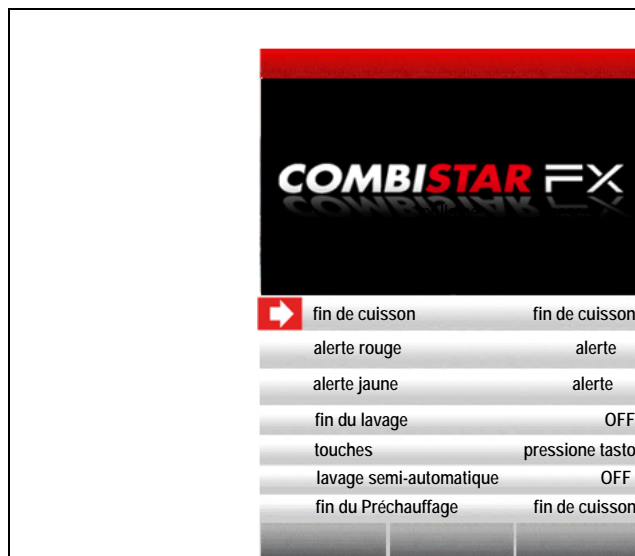 COMBISTAR FX
fin de cuisson fin de cuisson
alerte rouge alerte
alerte jaune alerte
fin du lavage OFF
touches pressione tasto
lavage semi-automatique OFF
fin du Préchauffage fin de cuisson